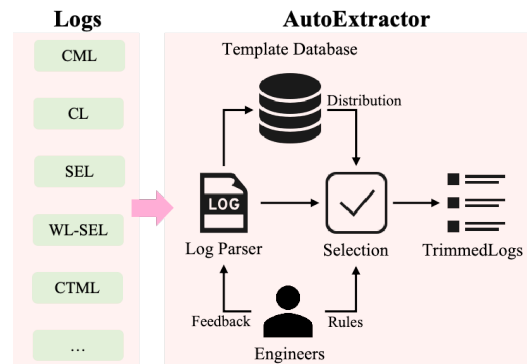 Logs
CML
CL
SEL
WL-SEL
CTML
...
AutoExtractor
Template Database
Distribution
LOG
Log Parser
Selection
TrimmedLogs
Feedback
Rules
Engineers